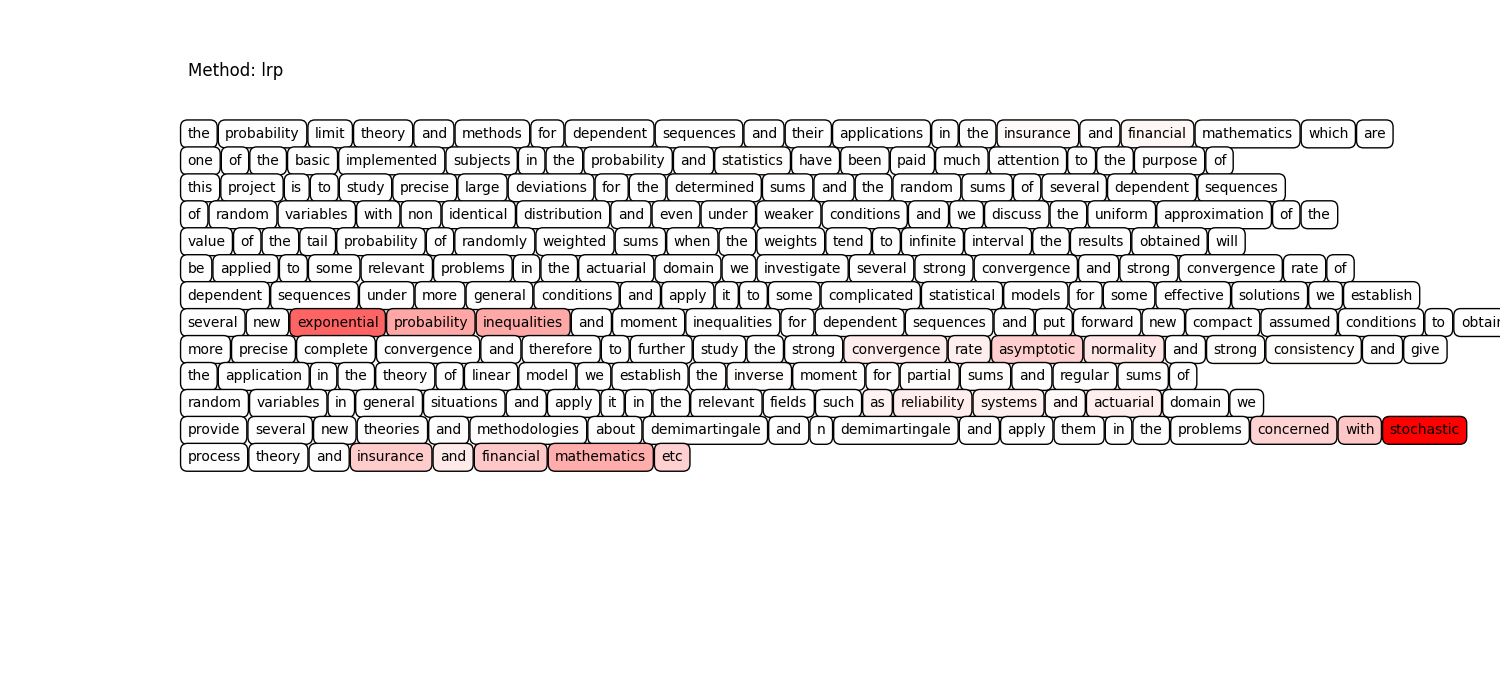 Method: lrp
the probability limit theory and methods for dependent sequences and their applications in the insurance and financial mathematics which are
one of the basic implemented subjects in the probability and statistics have been paid much attention to the purpose of
this project is to study precise large deviations for the determined sums and the random sums of several dependent sequences
of random variables with non identical distribution and even under weaker conditions and we discuss the uniform approximation of the
value of the tail probability of randomly weighted sums when the weights tend to infinite interval the results obtained will
be applied to some relevant problems in the actuarial domain we investigate several strong convergence and strong convergence rate of
dependent sequences under more general conditions and apply it to some complicated statistical models for some effective solutions we establish
several new exponential probability inequalities and moment inequalities for dependent sequences and put forward new compact assumed conditions to
more precise complete convergence and therefore to further study the strong convergence rate asymptotic normality and strong consistency and give
the application in the theory of linear model we establish the inverse moment for partial sums and regular sums of
random variables in general situations and apply it in the relevant fields such as reliability systems and actuarial domain we
provide several new theories and methodologies about demimartingale and n demimartingale and apply them in the problems concerned with stochastic
process theory and insurance and financial mathematics etc